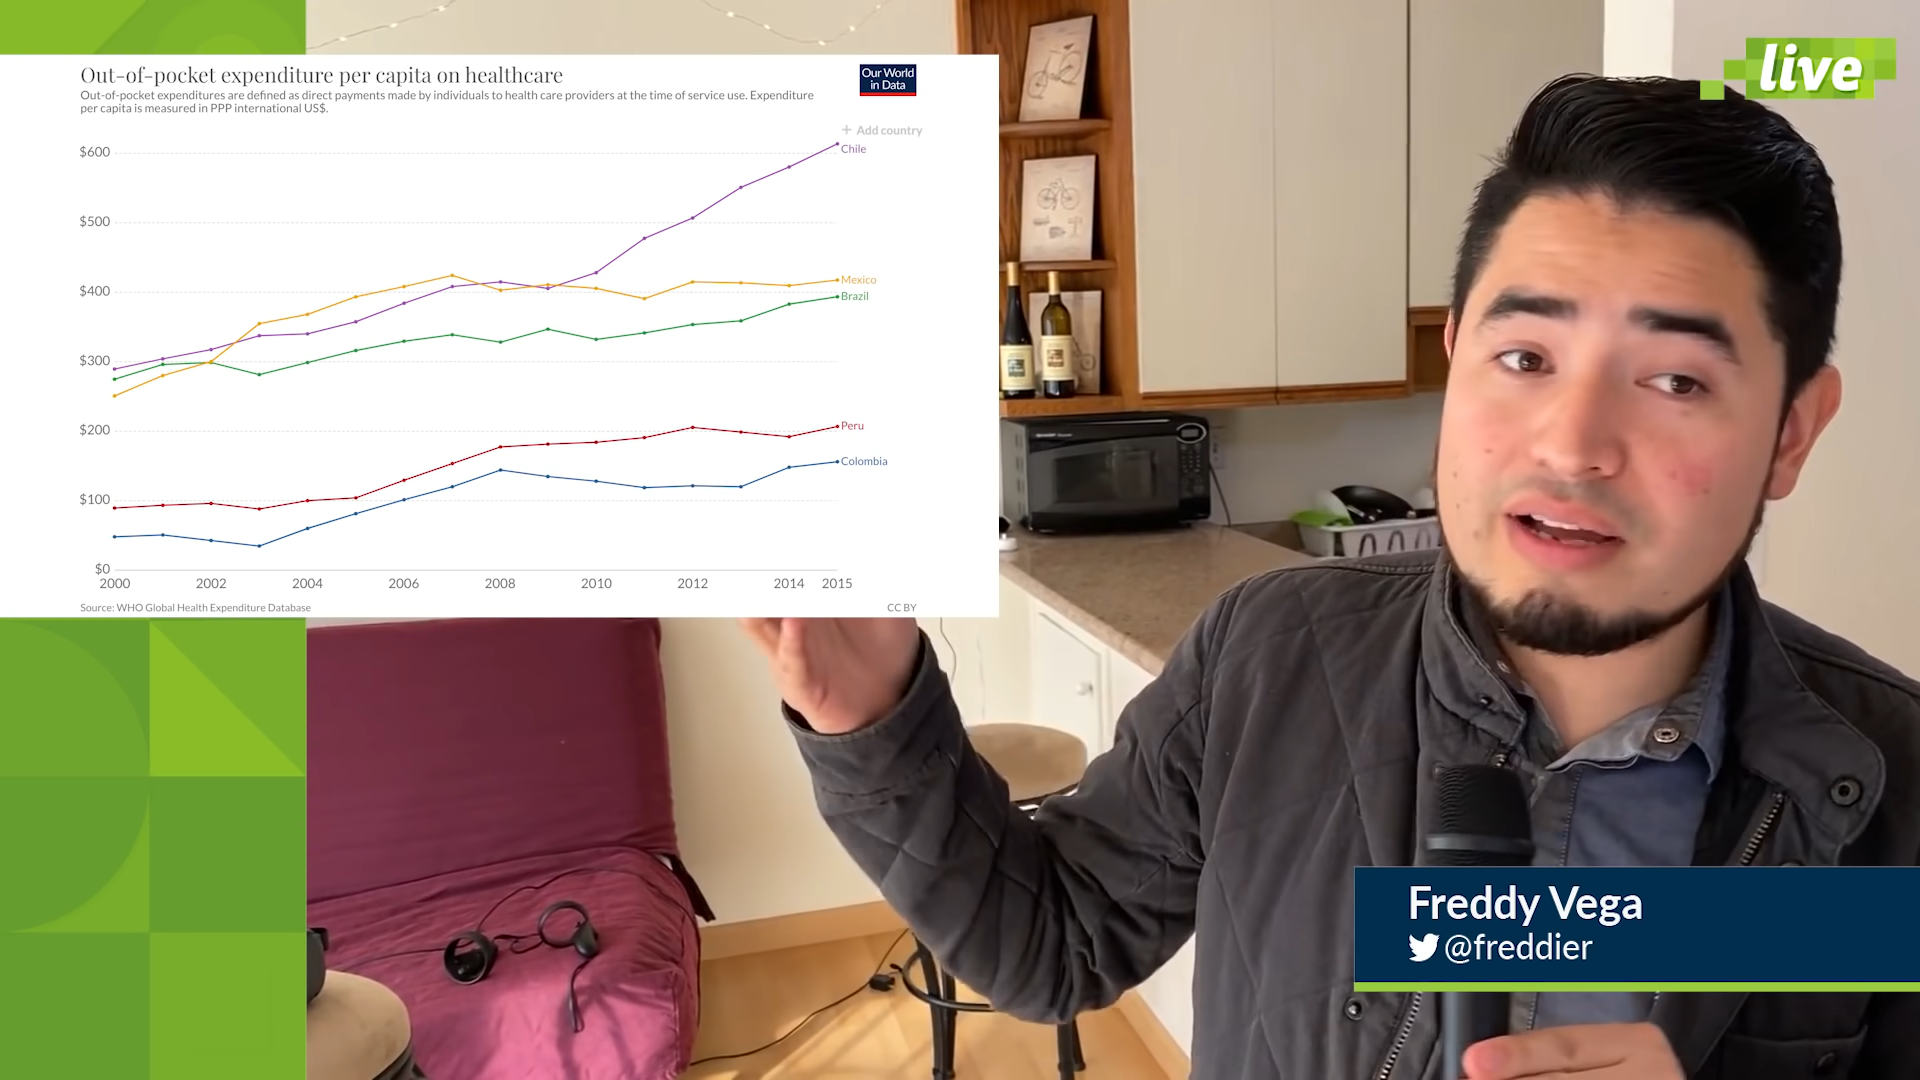 Out-of-pocket expenditure per capita on healthcare
Out-of-pocket expenditures are defined as direct payments made by individuals to health care providers at the time of service use. Expenditure
per capita is measured in PPP international US$.
Our World
in Data
+ Add country
$600
$500
$400
$300
$200
$100
$0
Chile
Mexico
Brazil
Peru
Colombia
2000 2002 2004 2006 2008 2010 2012 2014 2015
Source: WHO Global Health Expenditure Database
CC BY
live
Freddy Vega
@freddier